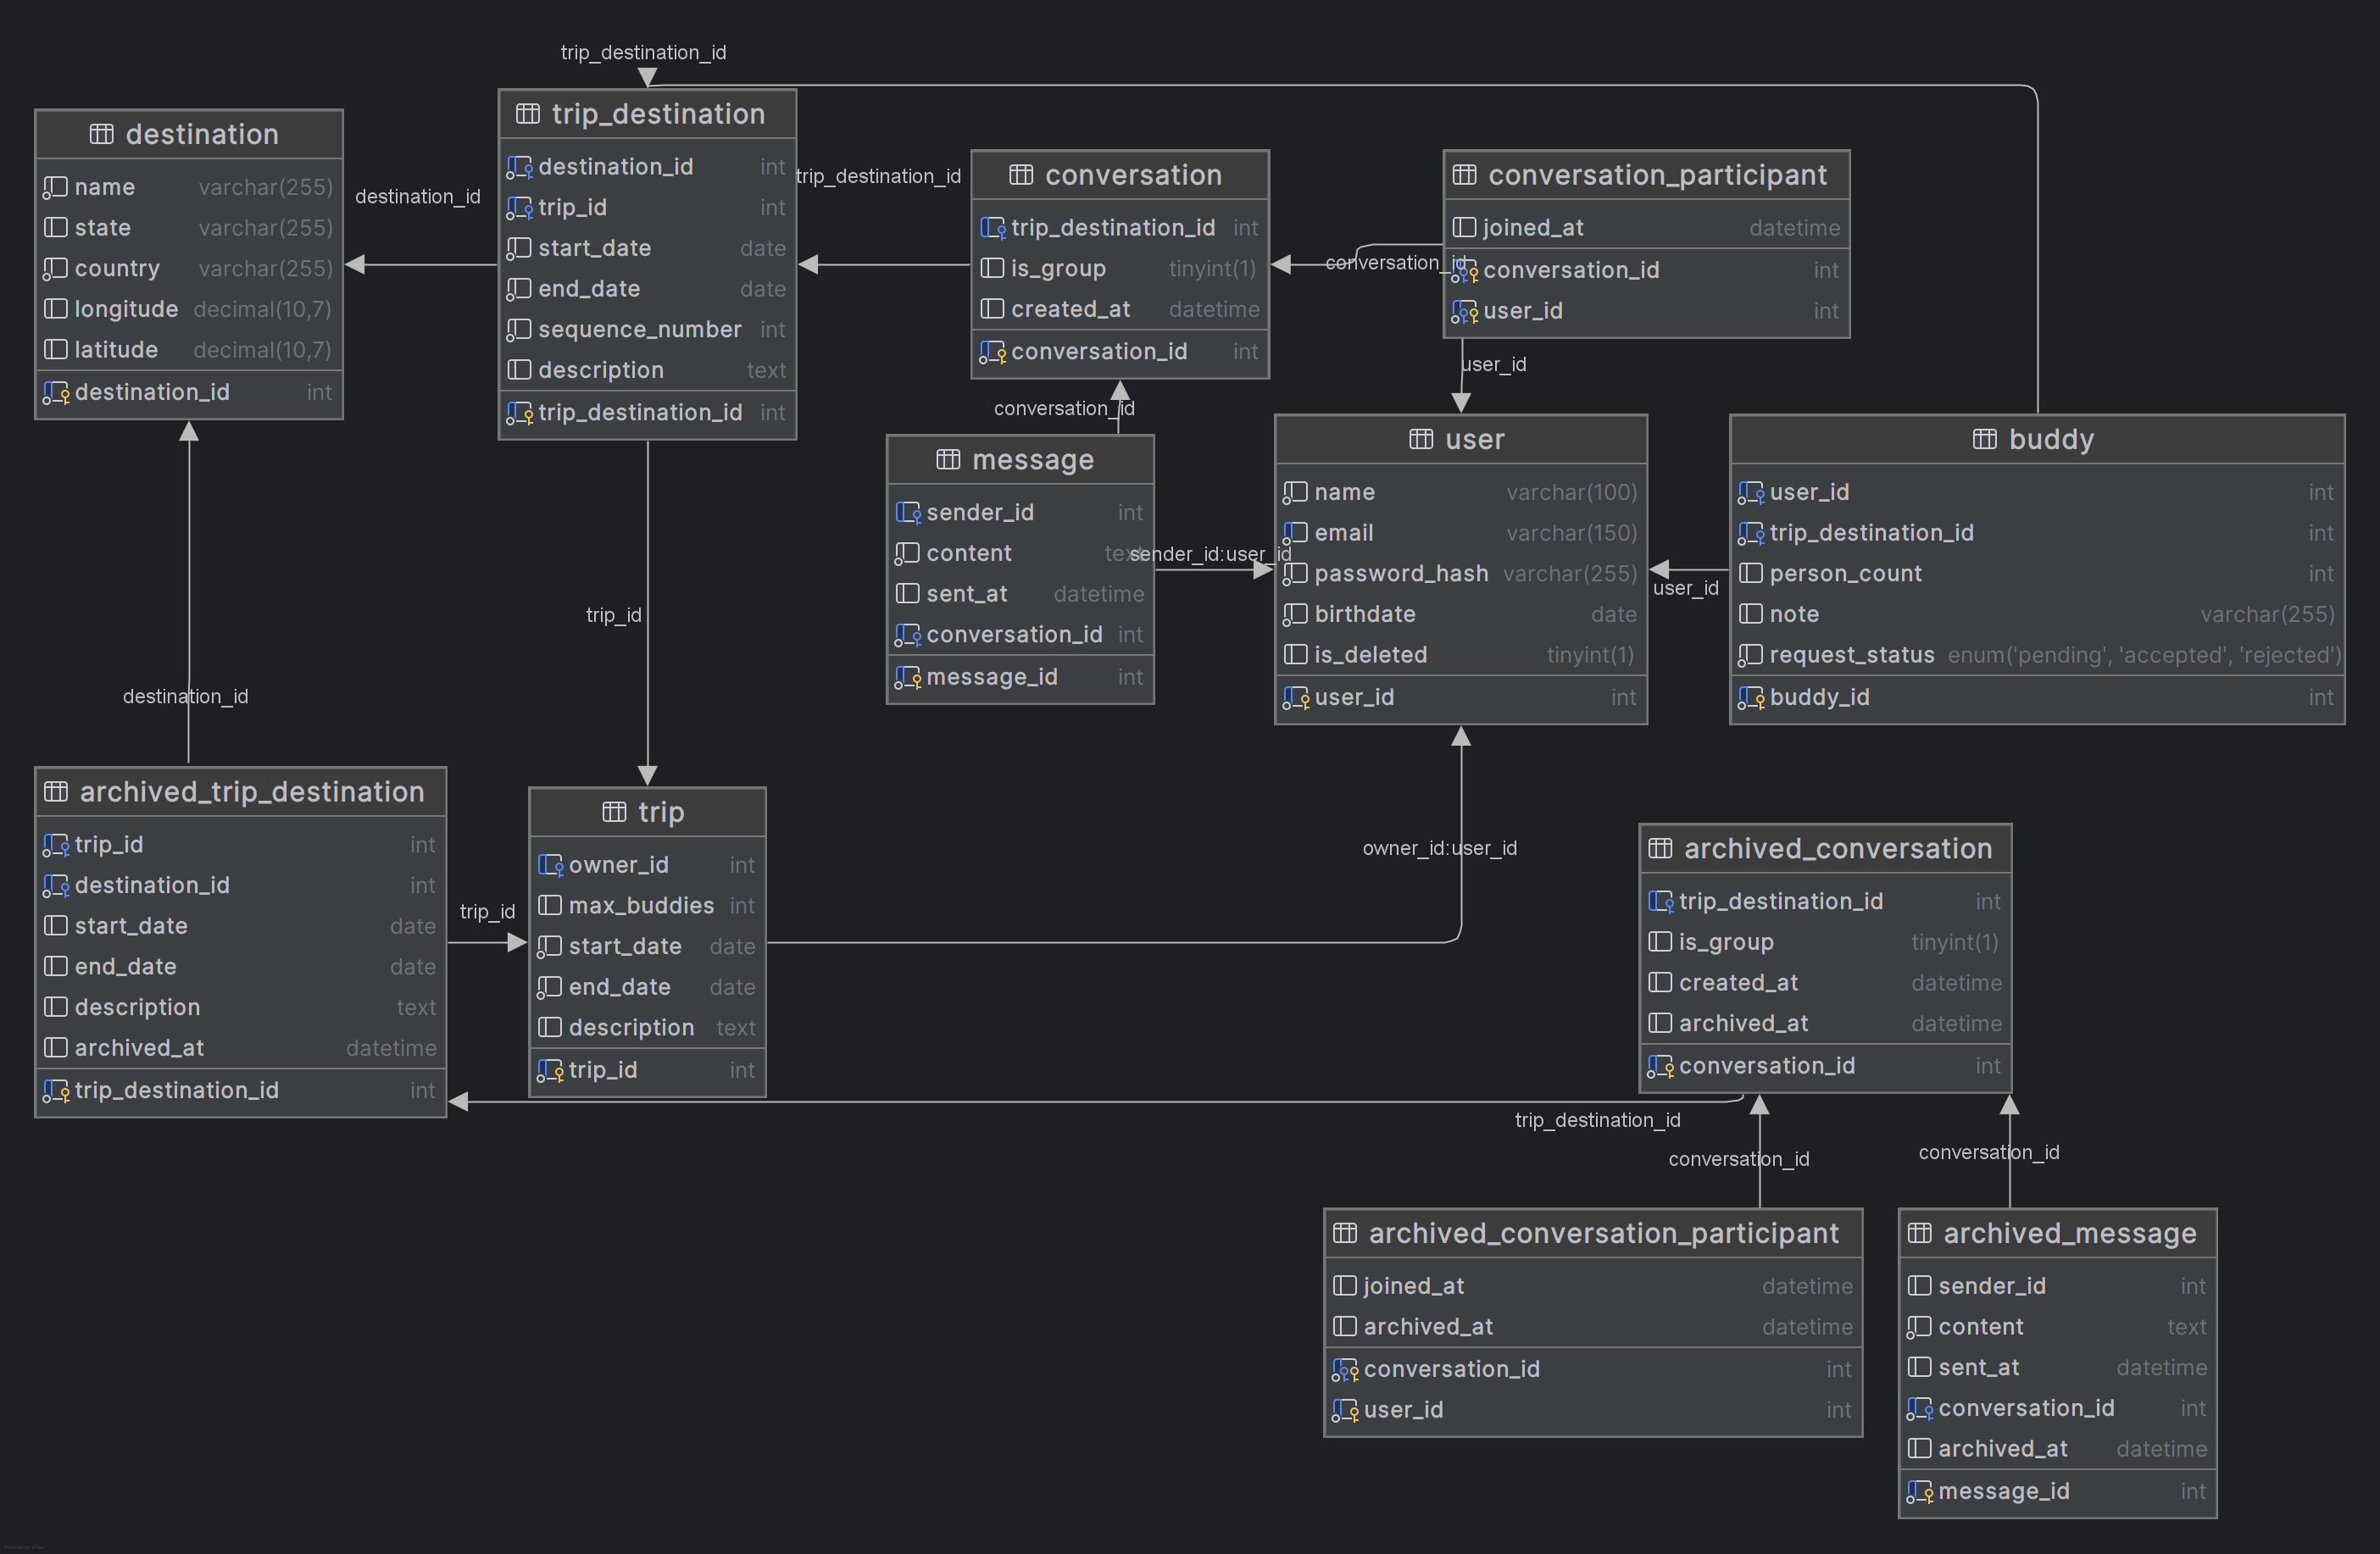 trip_destination_id
destination
name varchar(255)
state varchar(255)
country varchar(255)
longitude decimal(10,7)
latitude decimal(10,7)
destination_id int
destination_id
trip_destination
destination_id int
trip_id int
start_date date
end_date date
sequence_number int
description text
trip_destination_id int
trip_destination_id
conversation
trip_destination_id int
is_group tinyint(1)
created_at datetime
conversation_id int
conversation_id
conversation_participant
joined_at datetime
conversation_id int
user_id int
user_id
conversation_id
message
sender_id int
content text
sent_at datetime
conversation_id int
message_id int
sender_id:user_id
user
name varchar(100)
email varchar(150)
password_hash varchar(255)
birthdate date
is_deleted tinyint(1)
user_id int
user_id
buddy
user_id int
trip_destination_id int
person_count int
note varchar(255)
request_status enum('pending', 'accepted', 'rejected')
buddy_id int
trip_id
destination_id
archived_trip_destination
trip_id int
destination_id int
start_date date
end_date date
description text
archived_at datetime
trip_destination_id int
trip_id
trip
owner_id int
max_buddies int
start_date date
end_date date
description text
trip_id int
owner_id:user_id
archived_conversation
trip_destination_id int
is_group tinyint(1)
created_at datetime
archived_at datetime
conversation_id int
trip_destination_id
conversation_id
conversation_id
archived_conversation_participant
joined_at datetime
archived_at datetime
conversation_id int
user_id int
archived_message
sender_id int
content text
sent_at datetime
conversation_id int
archived_at datetime
message_id int